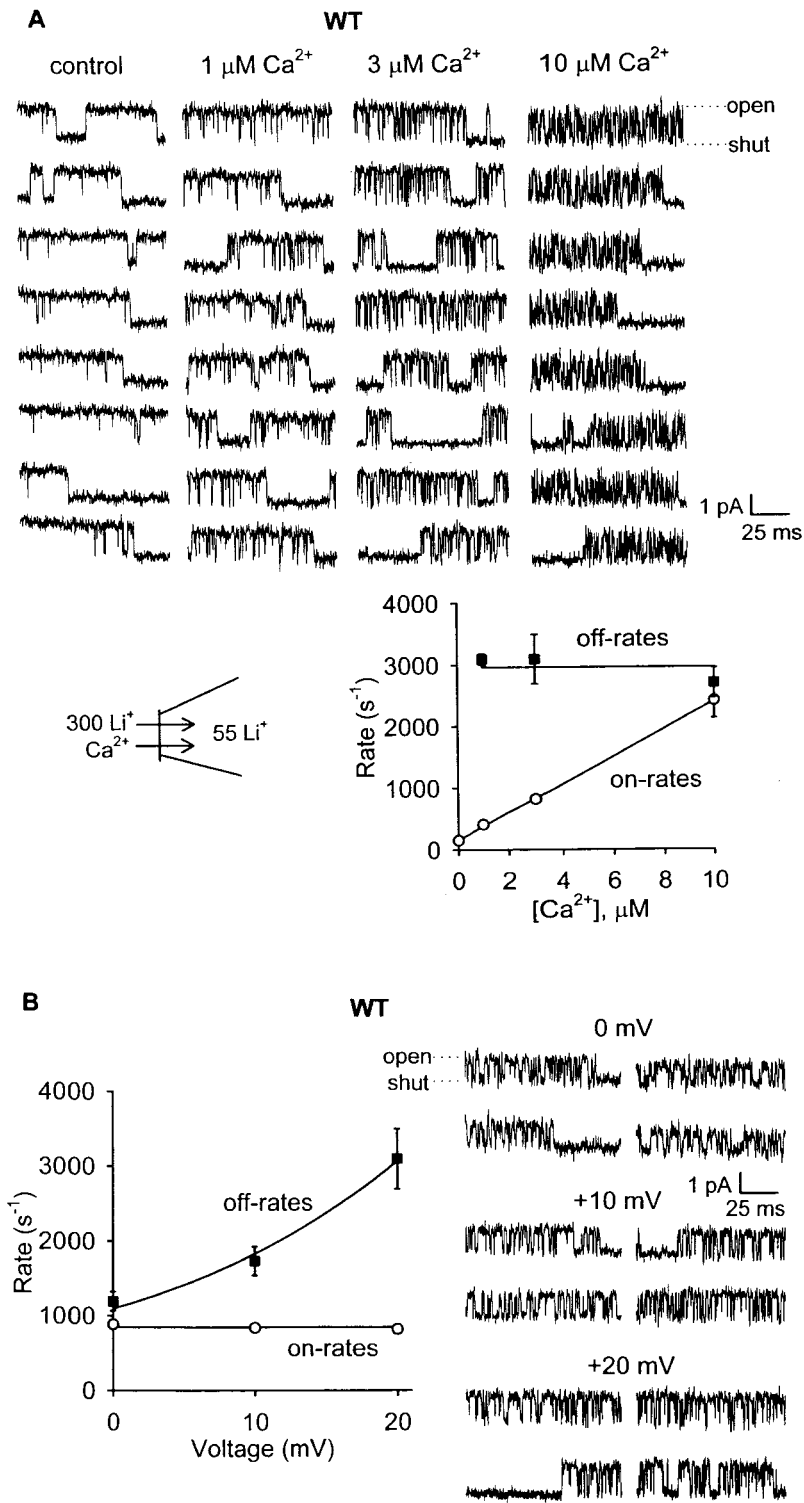 A
WT
control
1 μM Ca²⁺
3 μM Ca²⁺
10 μM Ca²⁺
open
shut
1 pA
25 ms
300 Li⁺
Ca²⁺
55 Li⁺
4000
3000
2000
1000
0
Rate (s⁻¹)
off-rates
on-rates
0 2 4 6 8 10
[Ca²⁺], μM
B
WT
0 mV
open
shut
1 pA
25 ms
+10 mV
+20 mV
4000
3000
2000
1000
0
Rate (s⁻¹)
off-rates
on-rates
0 10 20
Voltage (mV)